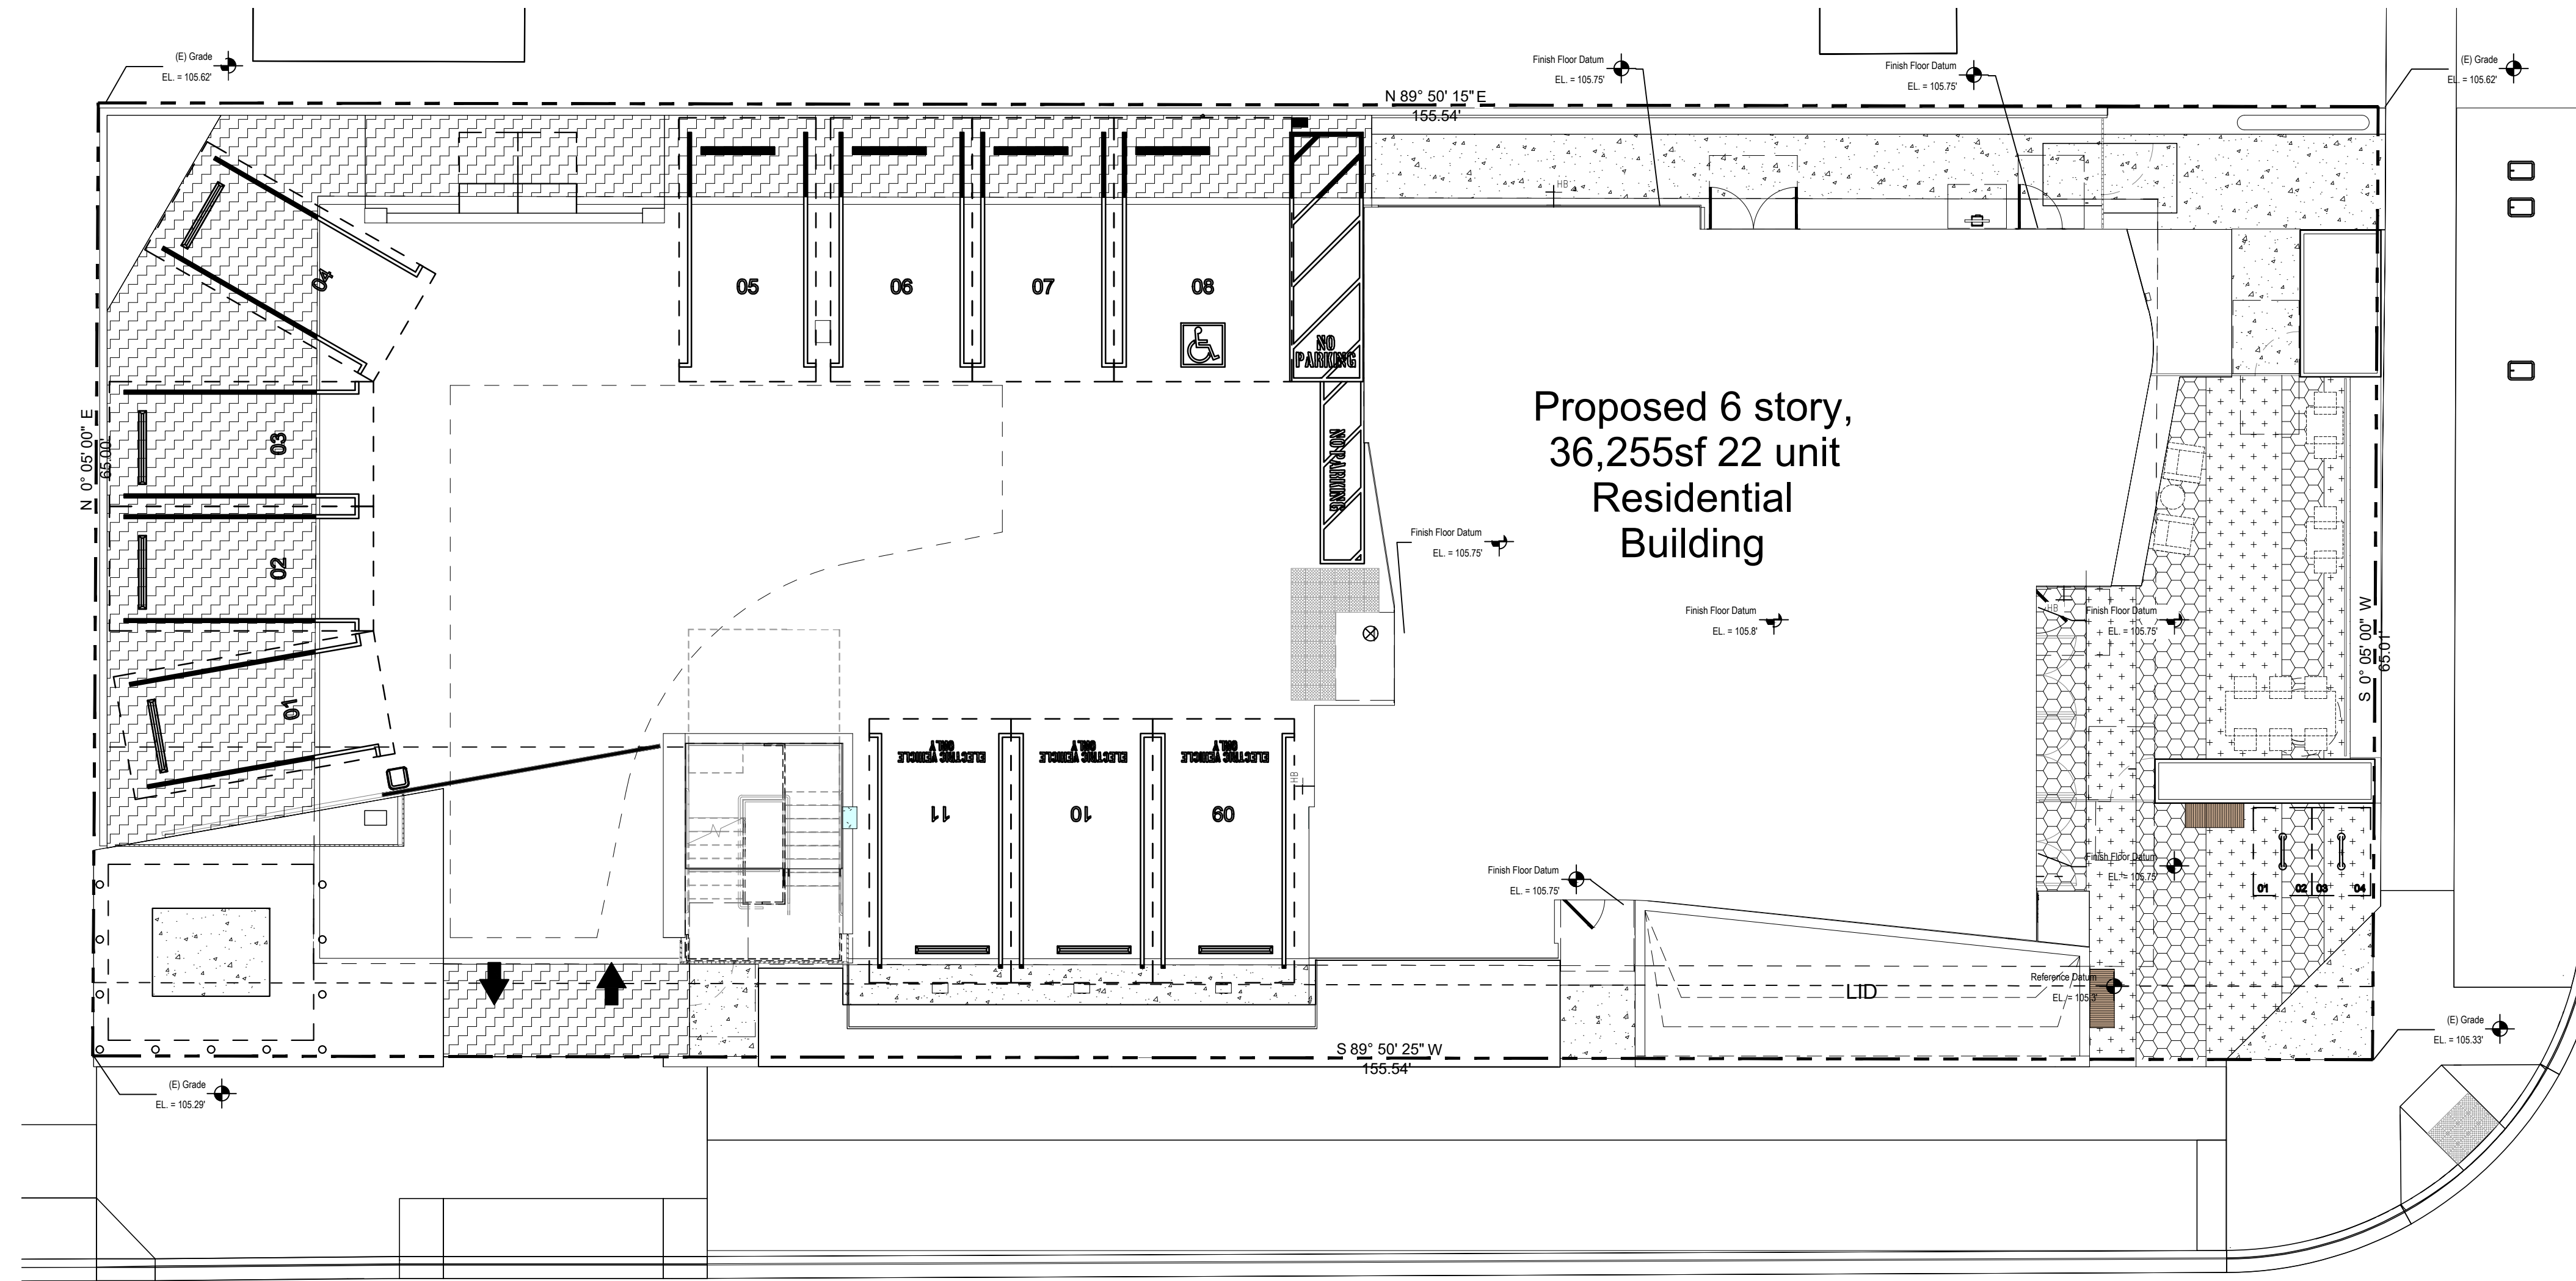 (E) Grade
EL. = 105.62'
Finish Floor Datum
EL. = 105.75'
Finish Floor Datum
EL. = 105.75'
(E) Grade
EL. = 105.62'
N 89° 50' 15" E
155.54'
HB
04
05
06
07
08
NO
PARKING
N 0° 05' 00" E
65.00'
03
NO PARKING
Proposed 6 story,
36,255sf 22 unit
Residential
Building
02
Finish Floor Datum
EL. = 105.75'
Finish Floor Datum
EL. = 105.8'
HB
Finish Floor Datum
EL. = 105.75'
S 0° 05' 00" W
65.01'
01
ELECTRIC VEHICLE
ONLY
ELECTRIC VEHICLE
ONLY
ELECTRIC VEHICLE
ONLY
HB
11
10
09
Finish Floor Datum
EL. = 105.75'
Finish Floor Datum
EL. = 105.75'
01
02
03
04
Reference Datum
EL. = 105.3'
LID
(E) Grade
EL. = 105.33'
S 89° 50' 25" W
155.54'
(E) Grade
EL. = 105.29'